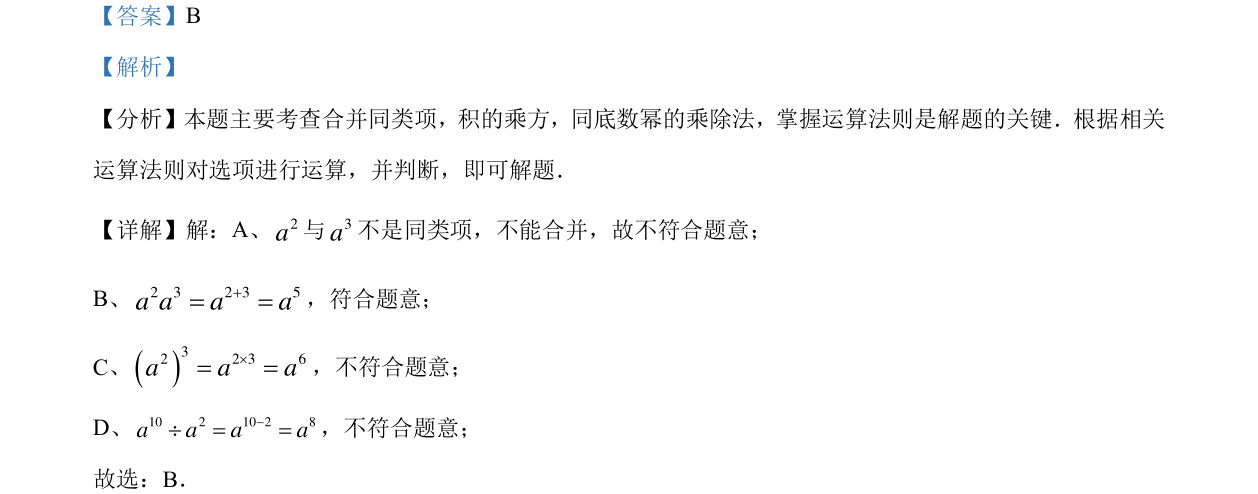 【答案】B
【解析】
【分析】本题主要考查合并同类项，积的乘方，同底数幂的乘除法，掌握运算法则是解题的关键．根据相关
运算法则对选项进行运算，并判断，即可解题．
【详解】解：A、a²与a³不是同类项，不能合并，故不符合题意；
B、a²a³＝a²⁺³＝a⁵，符合题意；
C、(a²)³＝a²ˣ³＝a⁶，不符合题意；
D、a¹⁰÷a²＝a¹⁰⁻²＝a⁸，不符合题意；
故选：B．